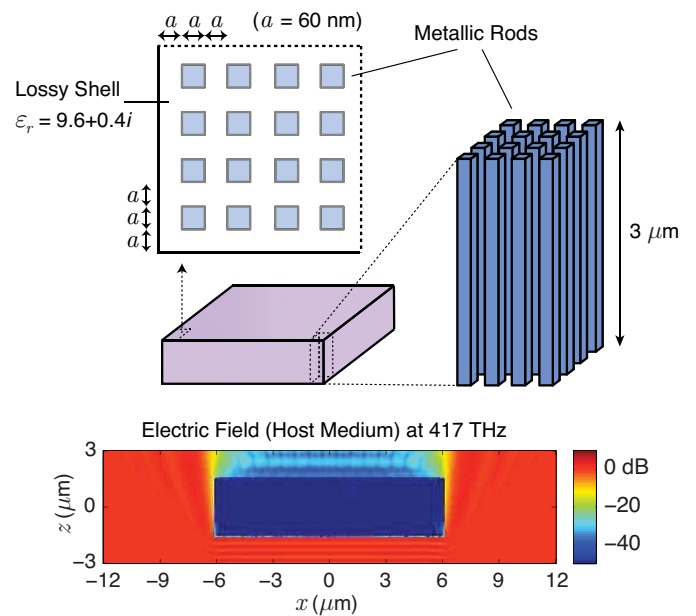 a a a
(a = 60 nm)
Metallic Rods
Lossy Shell
εr = 9.6+0.4i
a
a
a
3 μm
Electric Field (Host Medium) at 417 THz
3
0
−3
z (μm)
−12 −9 −6 −3 0 3 6 9 12
x (μm)
0 dB
−20
−40